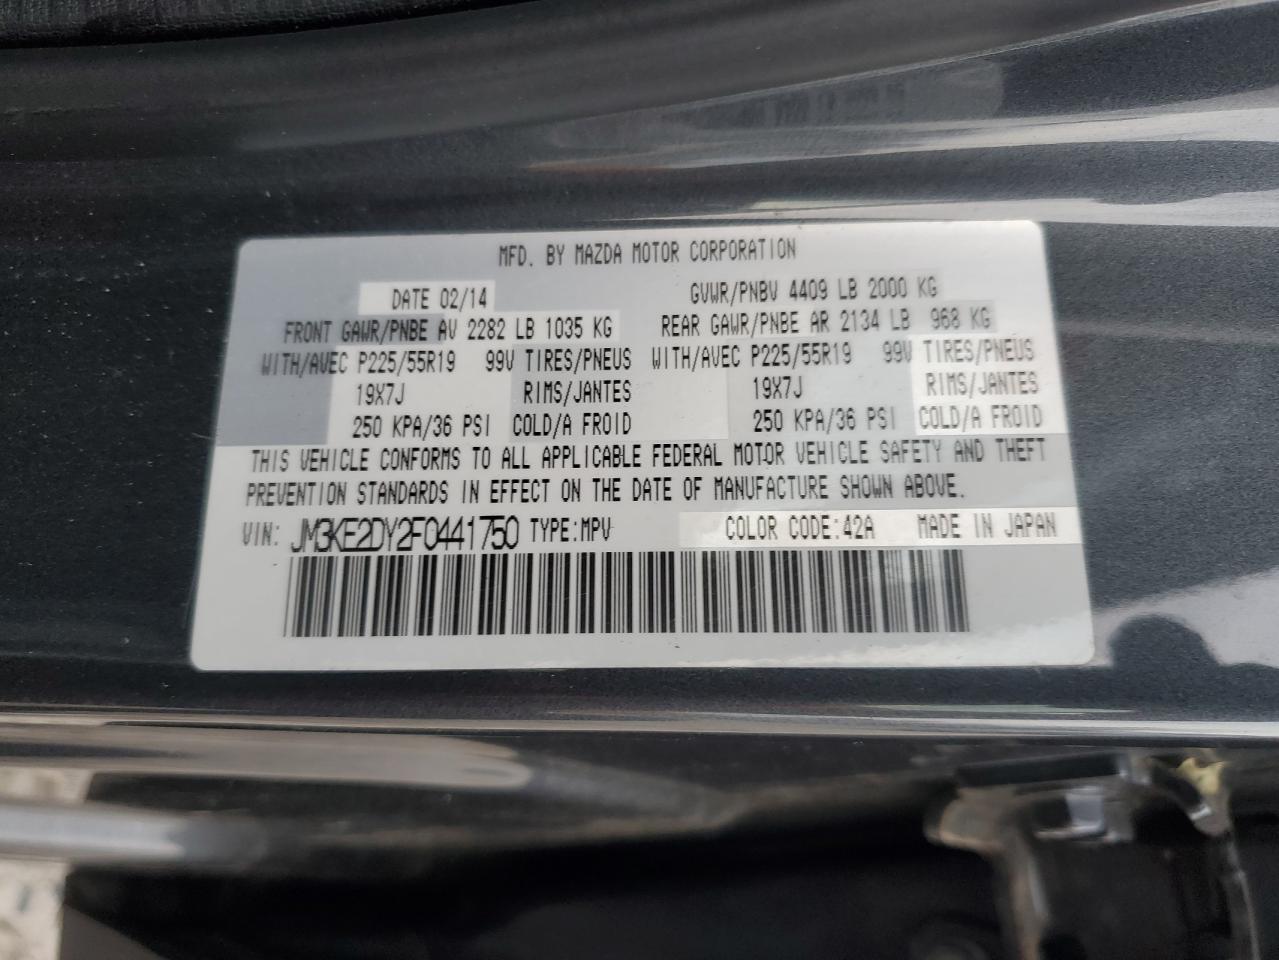 MFD. BY MAZDA MOTOR CORPORATION
DATE 02/14 GVWR/PNBV 4409 LB 2000 KG
FRONT GAWR/PNBE AV 2282 LB 1035 KG REAR GAWR/PNBE AR 2134 LB 968 KG
WITH/AVEC P225/55R19 99V TIRES/PNEUS WITH/AVEC P225/55R19 99V TIRES/PNEUS
19X7J RIMS/JANTES 19X7J RIMS/JANTES
250 KPA/36 PSI COLD/A FROID 250 KPA/36 PSI COLD/A FROID
THIS VEHICLE CONFORMS TO ALL APPLICABLE FEDERAL MOTOR VEHICLE SAFETY AND THEFT
PREVENTION STANDARDS IN EFFECT ON THE DATE OF MANUFACTURE SHOWN ABOVE.
VIN: JM3KE2DY2F0441750 TYPE:MPV COLOR CODE:42A MADE IN JAPAN